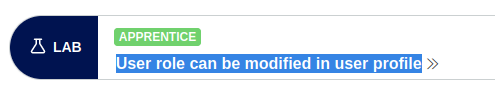 LAB
APPRENTICE
User role can be modified in user profile